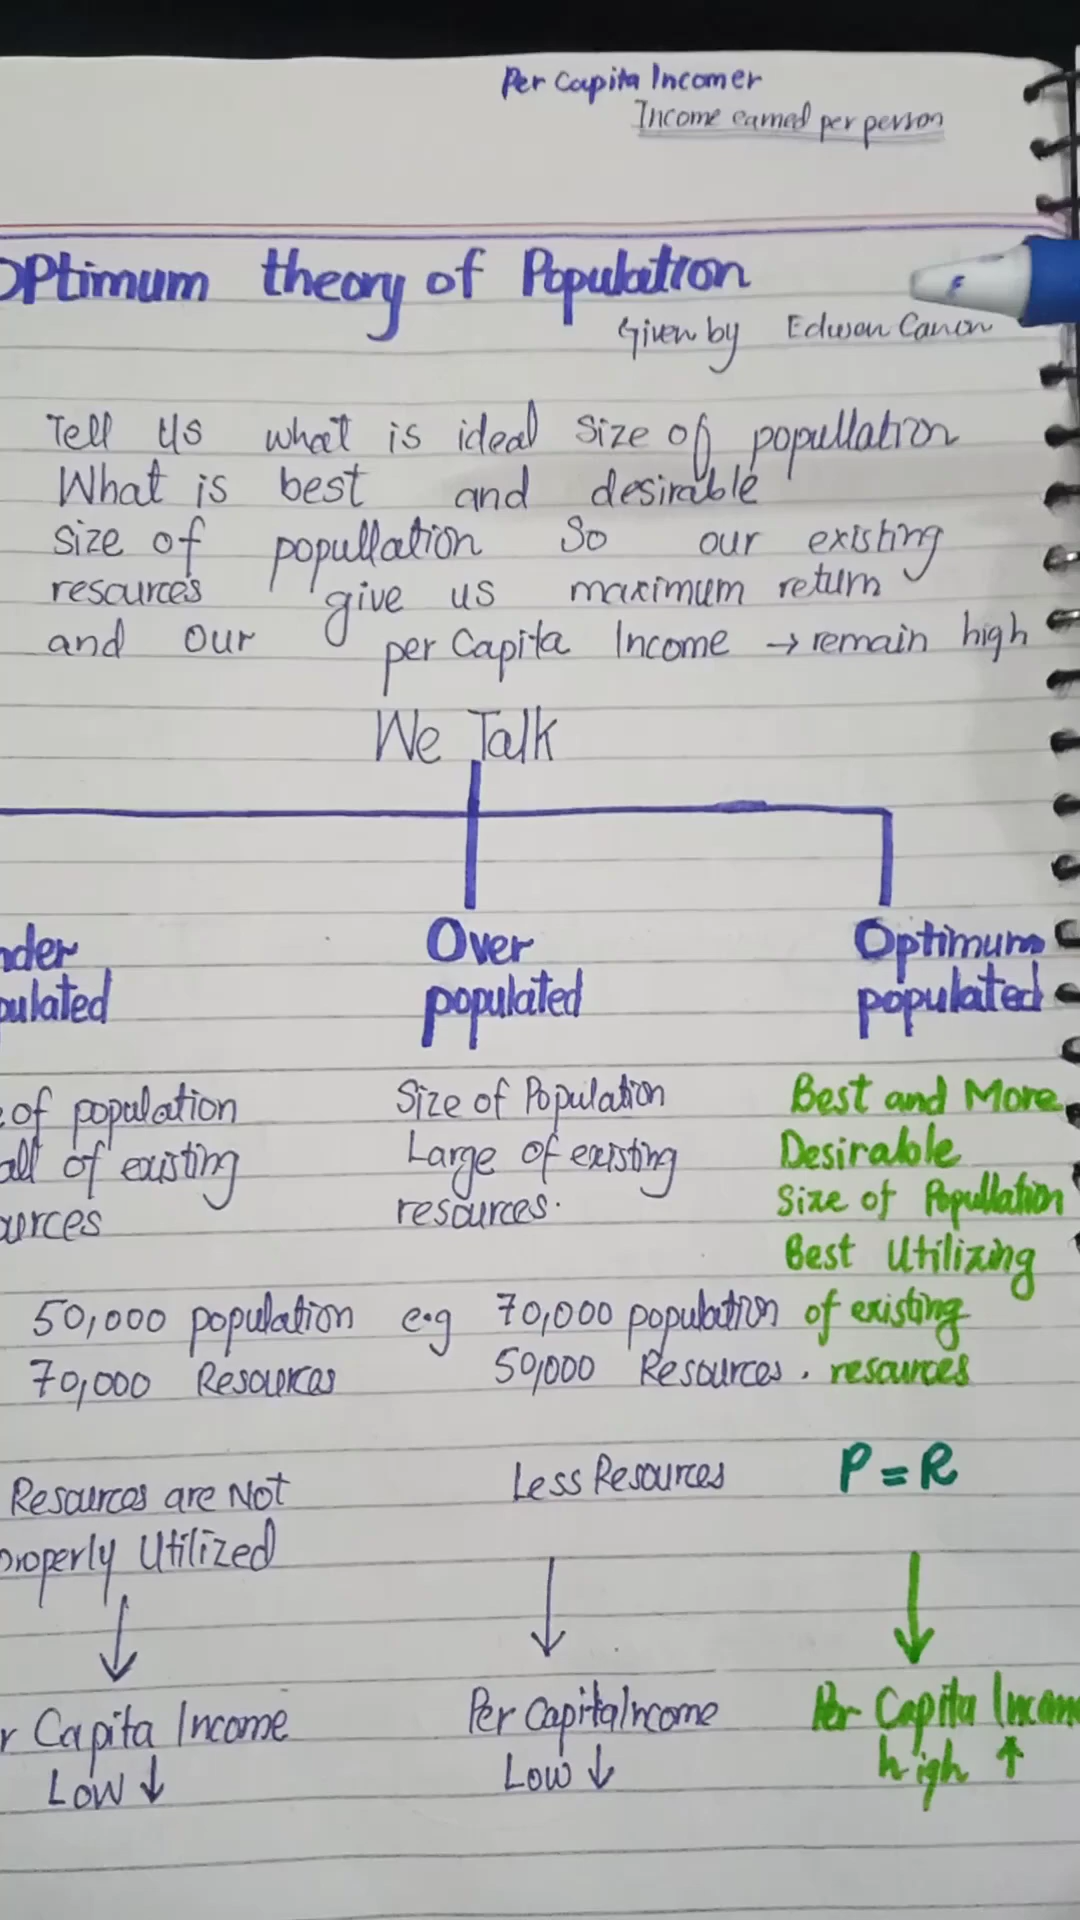 Per Capita Incomer
Income earned per person
OPtimum theory of Population
Given by Edwan Canon
Tell us what is ideal size of popullation
What is best and desirable
size of popullation So our existing
resources give us maximum return
and our per Capita Income → remain high
We Talk
nder
pulated
Over
populated
Optimum
populated
of population
all of existing
ources
Size of Population
Large of existing
resources.
Best and More
Desirable
Size of Popullation
Best Utilizing
of existing
resources
50,000 population
70,000 Resources
e.g 70,000 population
50,000 Resources.
Resources are Not
properly Utilized
Less Resources
P = R
r Capita Income
Low ↓
Per Capita Income
Low ↓
Per Capita Income
high ↑